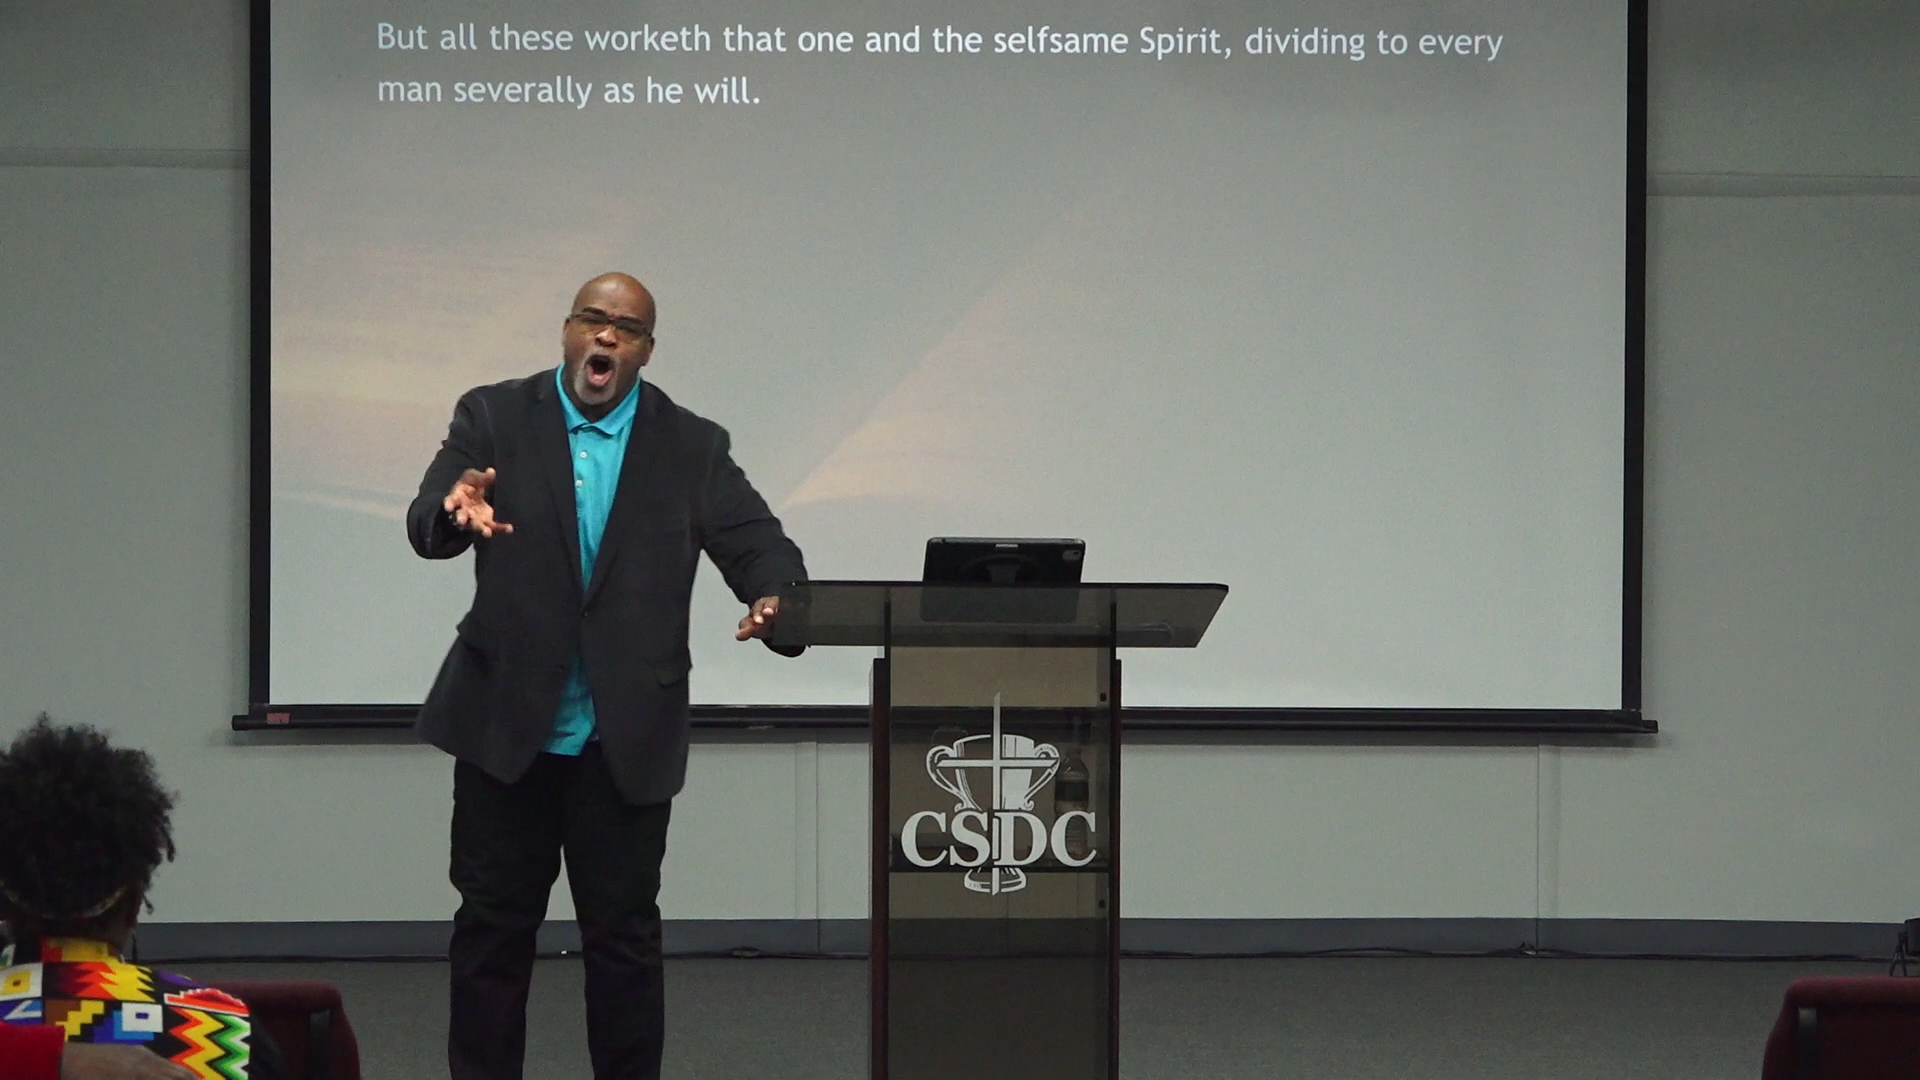 But all these worketh that one and the selfsame Spirit, dividing to every
man severally as he will.
CSDC